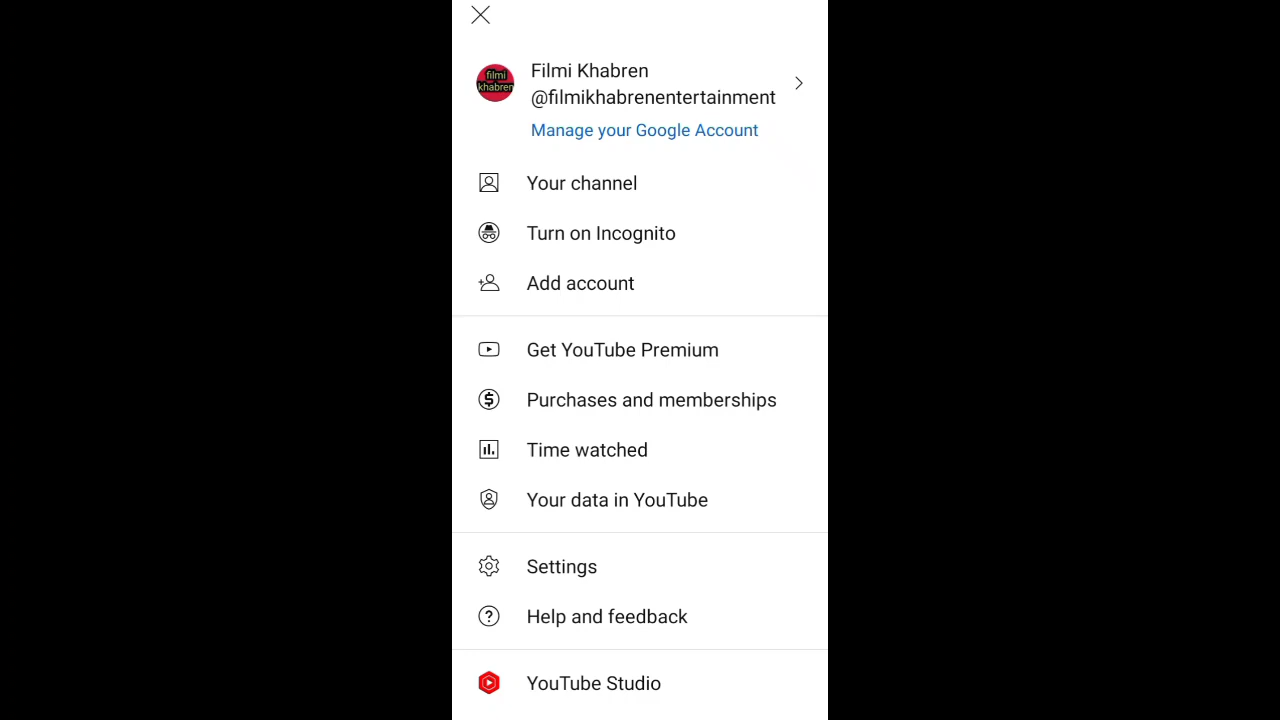 Filmi Khabren
@filmikhabrenentertainment
filmi
khabren
Manage your Google Account
Your channel
Turn on Incognito
Add account
Get YouTube Premium
Purchases and memberships
Time watched
Your data in YouTube
Settings
Help and feedback
YouTube Studio